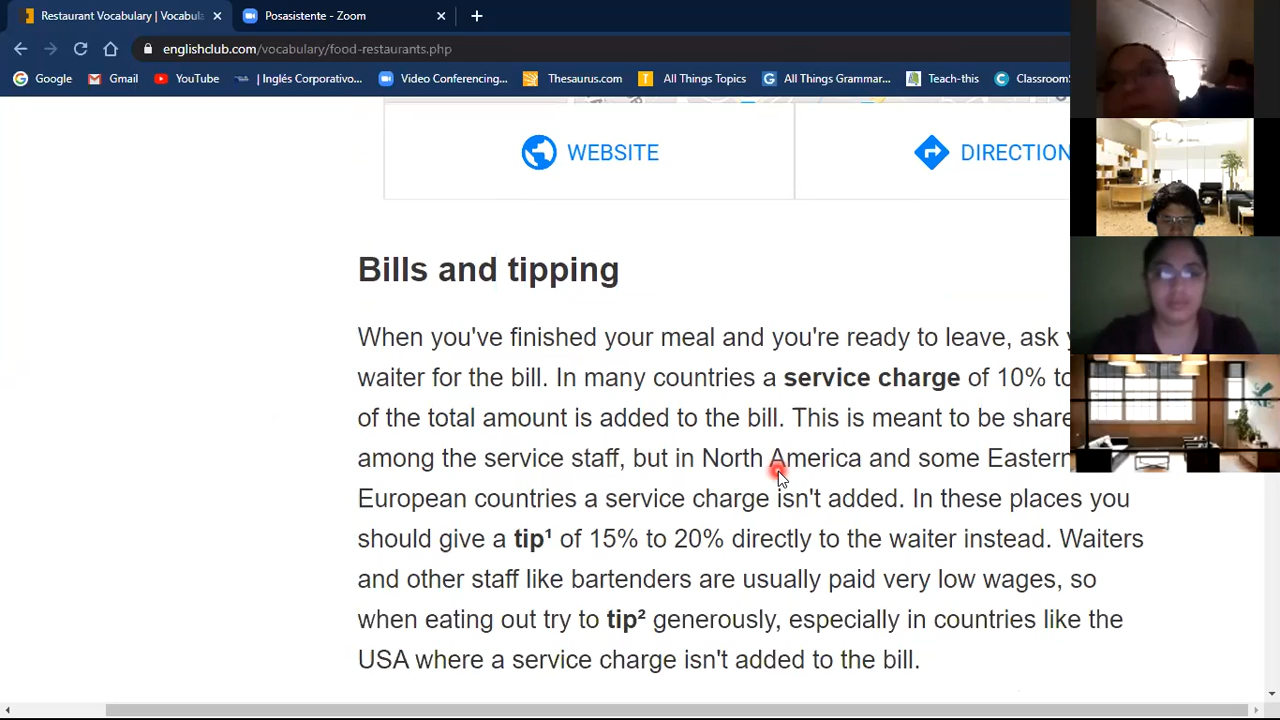 Restaurant Vocabulary | Vocabula
Posasistente - Zoom
englishclub.com/vocabulary/food-restaurants.php
Google
Gmail
YouTube
| Inglés Corporativo...
Video Conferencing,...
Thesaurus.com
All Things Topics
All Things Grammar...
Teach-this
ClassroomS
WEBSITE
DIRECTION
Bills and tipping
When you've finished your meal and you're ready to leave, ask y
waiter for the bill. In many countries a service charge of 10% to
of the total amount is added to the bill. This is meant to be share
among the service staff, but in North America and some Eastern
European countries a service charge isn't added. In these places you
should give a tip¹ of 15% to 20% directly to the waiter instead. Waiters
and other staff like bartenders are usually paid very low wages, so
when eating out try to tip² generously, especially in countries like the
USA where a service charge isn't added to the bill.